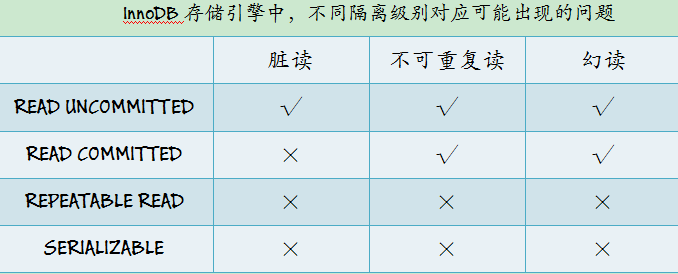 InnoDB 存储引擎中，不同隔离级别对应可能出现的问题
脏读 不可重复读 幻读
READ UNCOMMITTED √ √ √
READ COMMITTED × √ √
REPEATABLE READ × × ×
SERIALIZABLE × × ×